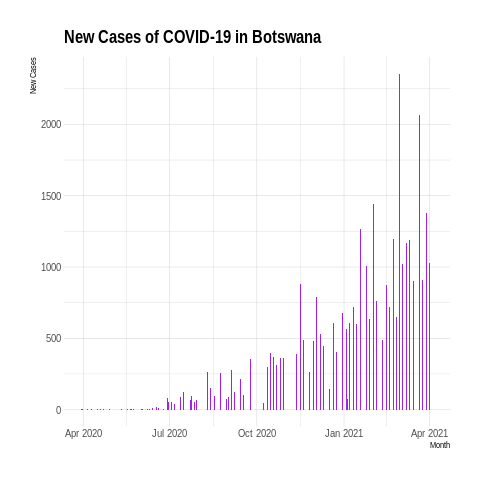 New Cases of COVID-19 in Botswana
New Cases
2000
1500
1000
500
0
Apr 2020 Jul 2020 Oct 2020 Jan 2021 Apr 2021
Month